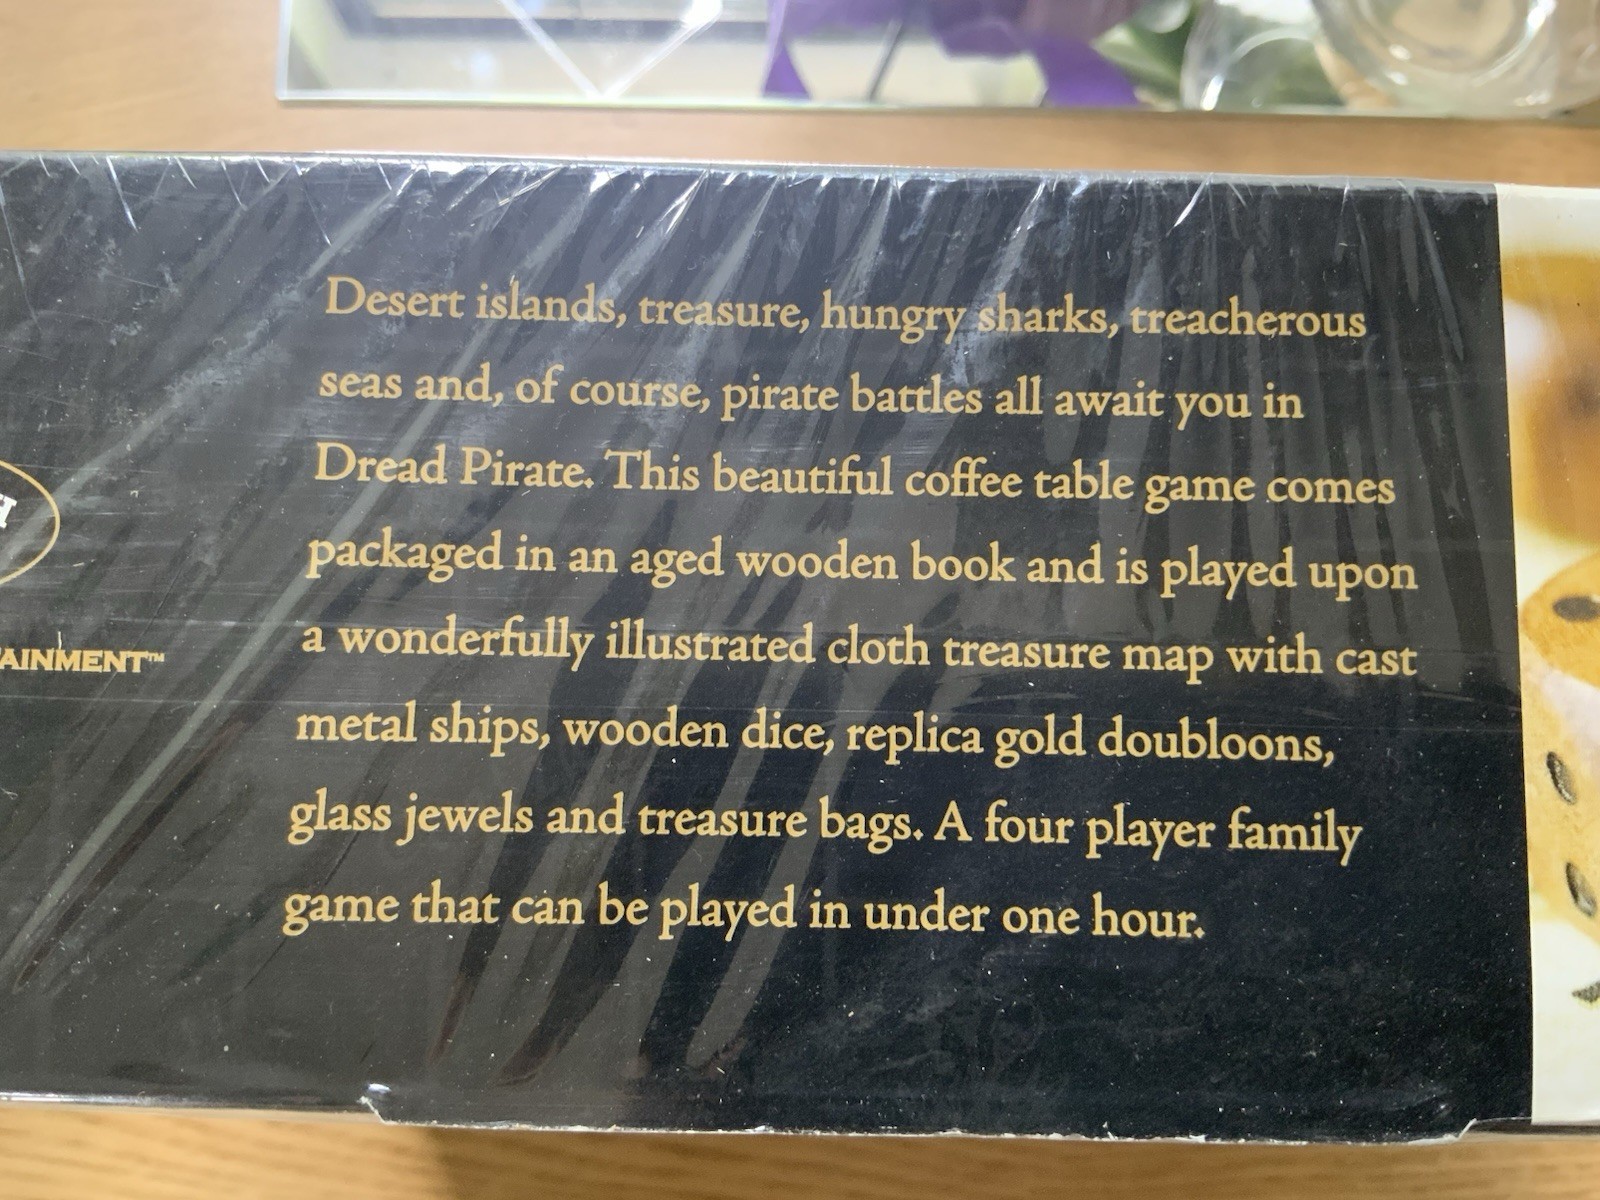 Desert islands, treasure, hungry sharks, treacherous
seas and, of course, pirate battles all await you in
Dread Pirate. This beautiful coffee table game comes
packaged in an aged wooden book and is played upon
a wonderfully illustrated cloth treasure map with cast
metal ships, wooden dice, replica gold doubloons,
glass jewels and treasure bags. A four player family
game that can be played in under one hour.
H
AINMENT™